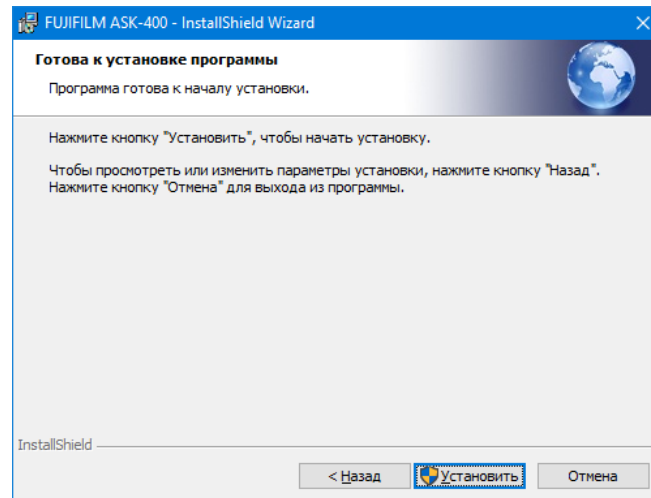 FUJIFILM ASK-400 - InstallShield Wizard
Готова к установке программы
Программа готова к началу установки.
Нажмите кнопку "Установить", чтобы начать установку.
Чтобы просмотреть или изменить параметры установки, нажмите кнопку "Назад".
Нажмите кнопку "Отмена" для выхода из программы.
InstallShield
< Назад
Установить
Отмена